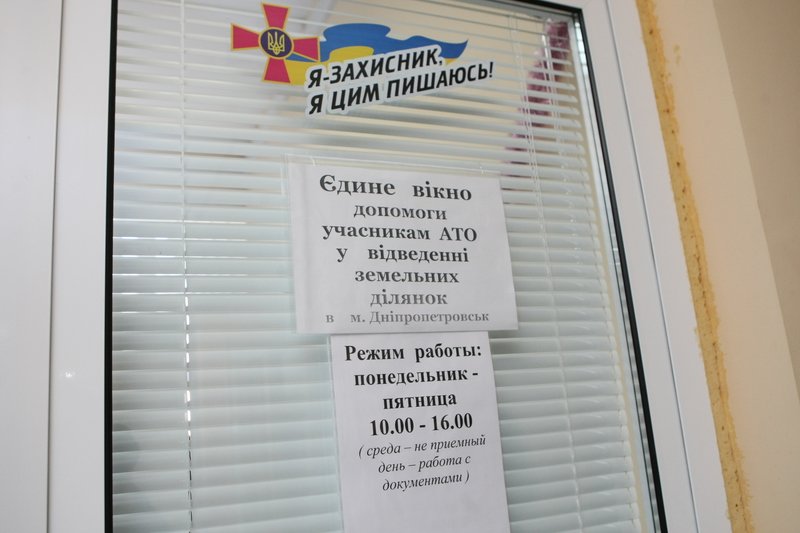 Я-ЗАХИСНИК,
Я ЦИМ ПИШАЮСЬ!
Єдине вікно
допомоги
учасникам АТО
у відведенні
земельних
ділянок
в м. Дніпропетровськ
Режим работы:
понедельник -
пятница
10.00 - 16.00
( среда – не приемный
день – работа с
документами )